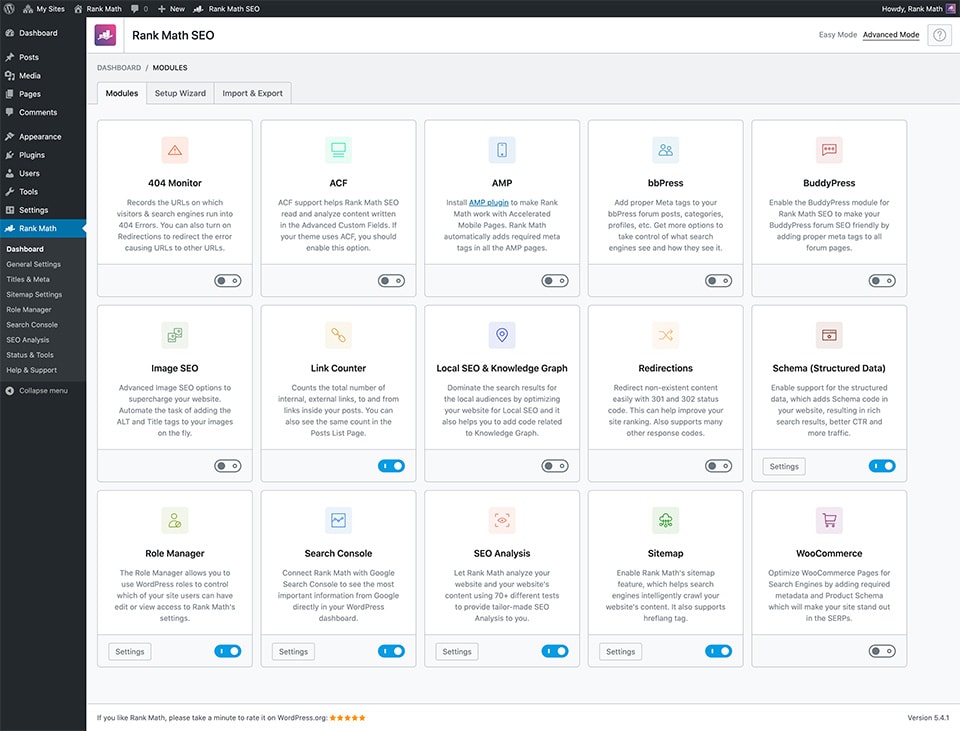 My Sites Rank Math 0 New Rank Math SEO Howdy, Rank Math
Dashboard
Posts
Media
Pages
Comments
Appearance
Plugins
Users
Tools
Settings
Rank Math
Dashboard
General Settings
Titles & Meta
Sitemap Settings
Role Manager
Search Console
SEO Analysis
Status & Tools
Help & Support
Collapse menu
Rank Math SEO
Easy Mode Advanced Mode ?
DASHBOARD / MODULES
Modules Setup Wizard Import & Export
404 Monitor
Records the URLs on which
visitors & search engines run into
404 Errors. You can also turn on
Redirections to redirect the error
causing URLs to other URLs.
ACF
ACF support helps Rank Math SEO
read and analyze content written
in the Advanced Custom Fields. If
your theme uses ACF, you should
enable this option.
AMP
Install AMP plugin to make Rank
Math work with Accelerated
Mobile Pages. Rank Math
automatically adds required meta
tags in all the AMP pages.
bbPress
Add proper Meta tags to your
bbPress forum posts, categories,
profiles, etc. Get more options to
take control of what search
engines see and how they see it.
BuddyPress
Enable the BuddyPress module for
Rank Math SEO to make your
BuddyPress forum SEO friendly by
adding proper meta tags to all
forum pages.
Image SEO
Advanced Image SEO options to
supercharge your website.
Automate the task of adding the
ALT and Title tags to your images
on the fly.
Link Counter
Counts the total number of
internal, external links, to and from
links inside your posts. You can
also see the same count in the
Posts List Page.
Local SEO & Knowledge Graph
Dominate the search results for
the local audiences by optimizing
your website for Local SEO and it
also helps you to add code related
to Knowledge Graph.
Redirections
Redirect non-existent content
easily with 301 and 302 status
code. This can help improve your
site ranking. Also supports many
other response codes.
Schema (Structured Data)
Enable support for the structured
data, which adds Schema code in
your website, resulting in rich
search results, better CTR and
more traffic.
Settings
Role Manager
The Role Manager allows you to
use WordPress roles to control
which of your site users can have
edit or view access to Rank Math's
settings.
Settings
Search Console
Connect Rank Math with Google
Search Console to see the most
important information from Google
directly in your WordPress
dashboard.
Settings
SEO Analysis
Let Rank Math analyze your
website and your website's
content using 70+ different tests
to provide tailor-made SEO
Analysis to you.
Settings
Sitemap
Enable Rank Math's sitemap
feature, which helps search
engines intelligently crawl your
website's content. It also supports
hreflang tag.
Settings
WooCommerce
Optimize WooCommerce Pages for
Search Engines by adding required
metadata and Product Schema
which will make your site stand out
in the SERPs.
If you like Rank Math, please take a minute to rate it on WordPress.org: ★★★★★
Version 5.4.1